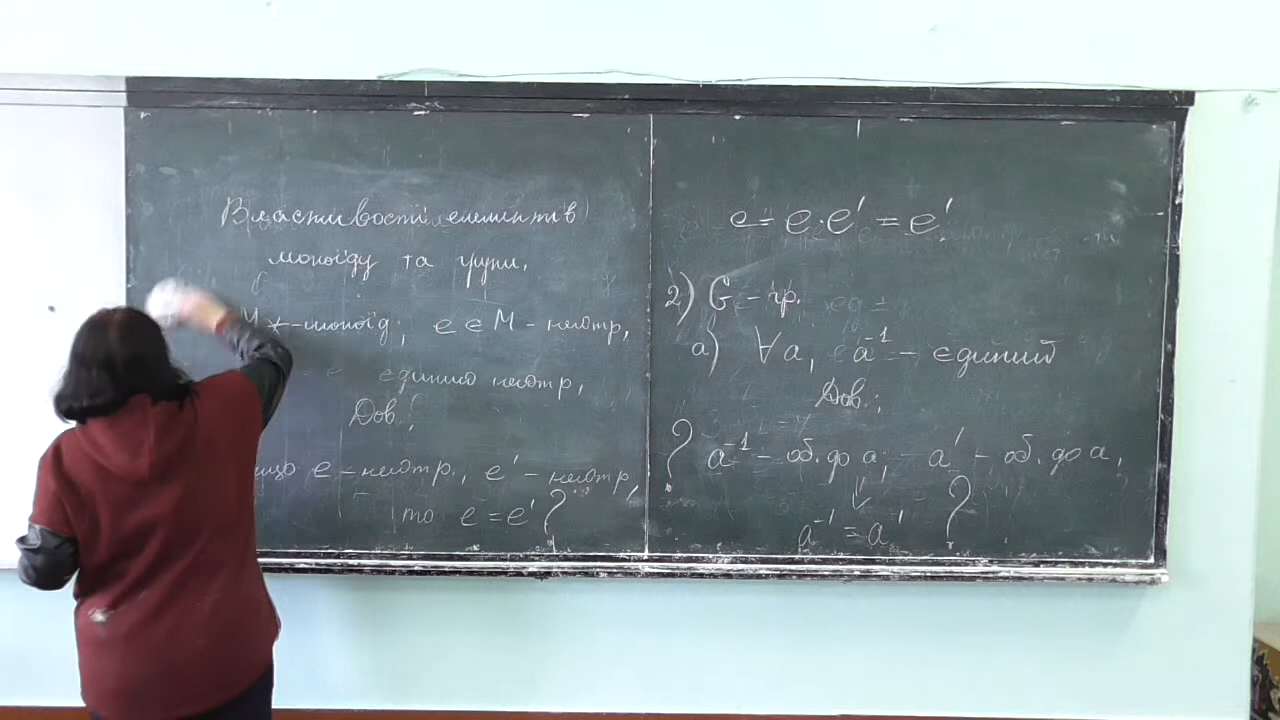 Властивості елементів
моноїду та групи.
M - моноїд; e ∈ M - нейтр,
e єдиний нейтр,
Дов.:
e - нейтр., e' - нейтр,
то e = e' ?
e = e · e' = e'.
2) G - гр.
а) ∀a, a⁻¹ - єдиний
Дов.:
? a⁻¹ - об. до a; a' - об. до a,
⇓
a⁻¹ = a' ?